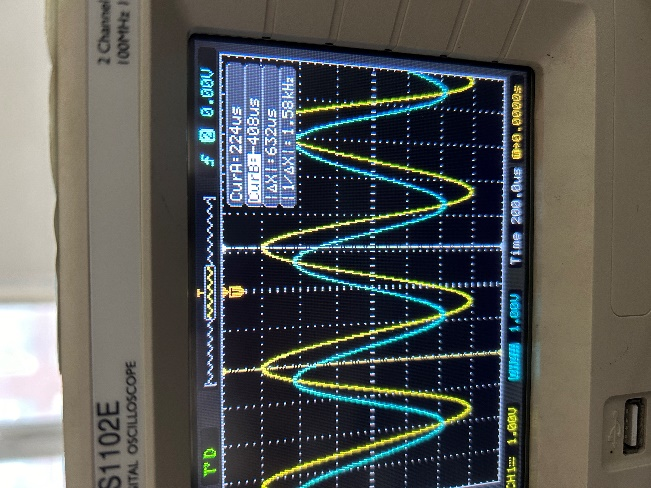 S1102E
DIGITAL OSCILLOSCOPE
2 Channel
100MHz
T'D
T
2 0.00V
CurA= 224us
CurB= -408us
|ΔX|=632us
1/|ΔX|=1.58kHz
CH1 1.00V
1.00V
Time 200.0us
0.0000s